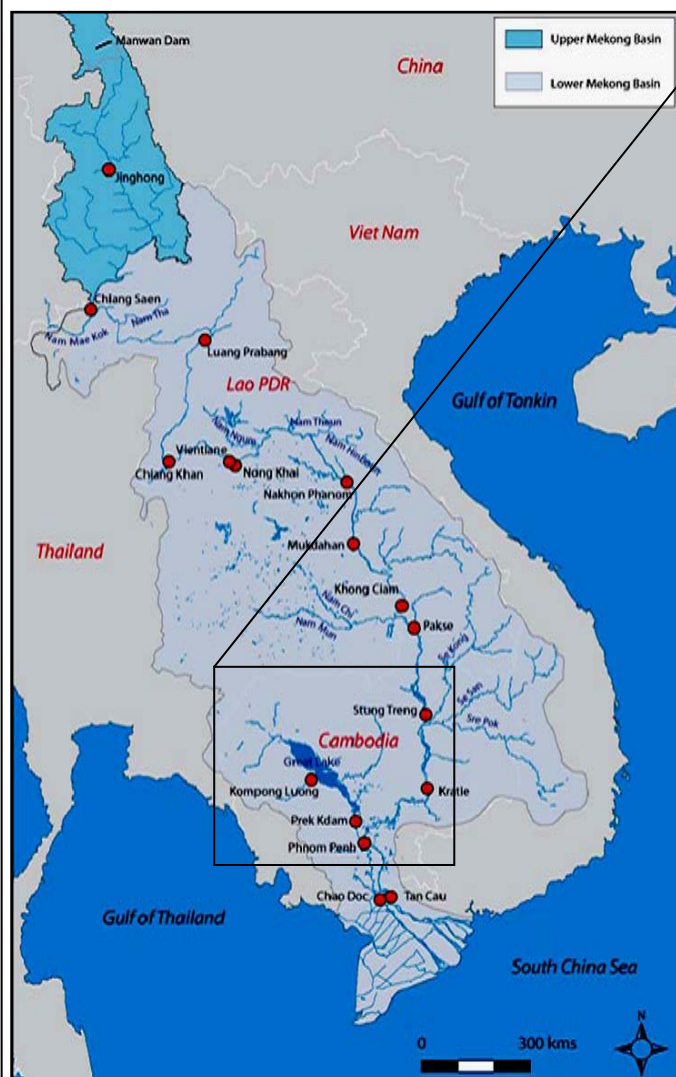 Manwan Dam
Upper Mekong Basin
China
Lower Mekong Basin
Jinghong
Viet Nam
Chiang Saen
Nam Tha
Nam Mae Kok
Luang Prabang
Lao PDR
Gulf of Tonkin
Nam Theun
Nam Ngum
Nam Hinboun
Vientiane
Nong Khai
Chiang Khan
Nakhon Phanom
Thailand
Mukdahan
Khong Ciam
Nam Chi
Nam Mun
Pakse
Se Kong
Se San
Stung Treng
Sre Pok
Cambodia
Great Lake
Kompong Luong
Kratie
Prek Kdam
Phnom Penh
Chao Doc
Tan Cau
Gulf of Thailand
South China Sea
N
0 300 kms